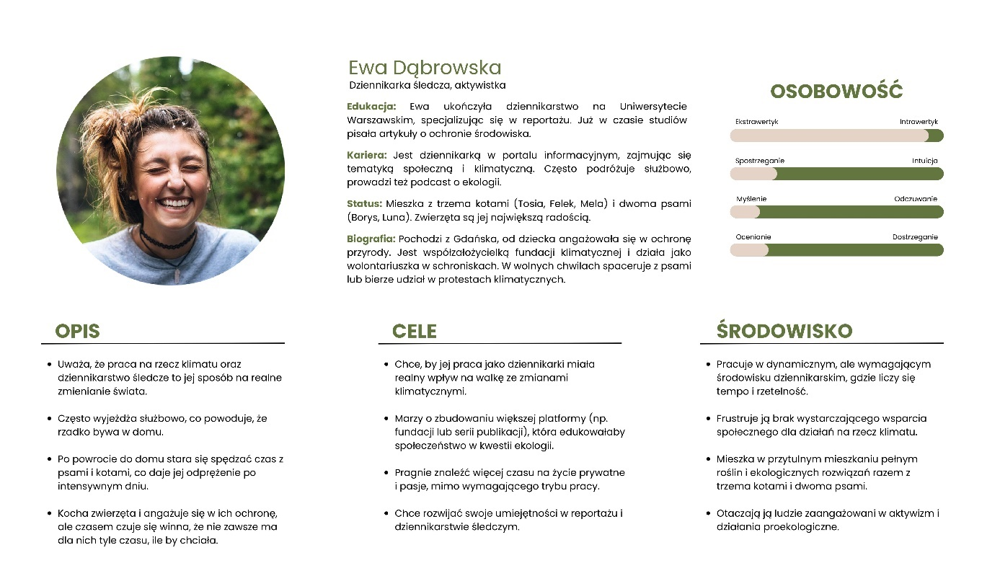 Ewa Dąbrowska
Dziennikarka śledcza, aktywistka
Edukacja: Ewa ukończyła dziennikarstwo na Uniwersytecie
Warszawskim, specjalizując się w reportażu. Już w czasie studiów
pisała artykuły o ochronie środowiska.
Kariera: Jest dziennikarką w portalu informacyjnym, zajmując się
tematyką społeczną i klimatyczną. Często podróżuje służbowo,
prowadzi też podcast o ekologii.
Status: Mieszka z trzema kotami (Tosia, Felek, Mela) i dwoma psami
(Borys, Luna). Zwierzęta są jej największą radością.
Biografia: Pochodzi z Gdańska, od dziecka angażowała się w ochronę
przyrody. Jest współzałożycielką fundacji klimatycznej i działa jako
wolontariuszka w schroniskach. W wolnych chwilach spaceruje z psami
lub bierze udział w protestach klimatycznych.
OSOBOWOŚĆ
Ekstrawertyk Introwertyk
Spostrzeganie Intuicja
Myślenie Odczuwanie
Ocenianie Dostrzeganie
OPIS
• Uważa, że praca na rzecz klimatu oraz
dziennikarstwo śledcze to jej sposób na realne
zmienianie świata.
• Często wyjeżdża służbowo, co powoduje, że
rzadko bywa w domu.
• Po powrocie do domu stara się spędzać czas z
psami i kotami, co daje jej odprężenie po
intensywnym dniu.
• Kocha zwierzęta i angażuje się w ich ochronę,
ale czasem czuje się winna, że nie zawsze ma
dla nich tyle czasu, ile by chciała.
CELE
• Chce, by jej praca jako dziennikarki miała
realny wpływ na walkę ze zmianami
klimatycznymi.
• Marzy o zbudowaniu większej platformy (np.
fundacji lub serii publikacji), która edukowałaby
społeczeństwo w kwestii ekologii.
• Pragnie znaleźć więcej czasu na życie prywatne
i pasje, mimo wymagającego trybu pracy.
• Chce rozwijać swoje umiejętności w reportażu i
dziennikarstwie śledczym.
ŚRODOWISKO
• Pracuje w dynamicznym, ale wymagającym
środowisku dziennikarskim, gdzie liczy się
tempo i rzetelność.
• Frustruje ją brak wystarczającego wsparcia
społecznego dla działań na rzecz klimatu.
• Mieszka w przytulnym mieszkaniu pełnym
roślin i ekologicznych rozwiązań razem z
trzema kotami i dwoma psami.
• Otaczają ją ludzie zaangażowani w aktywizm i
działania proekologiczne.